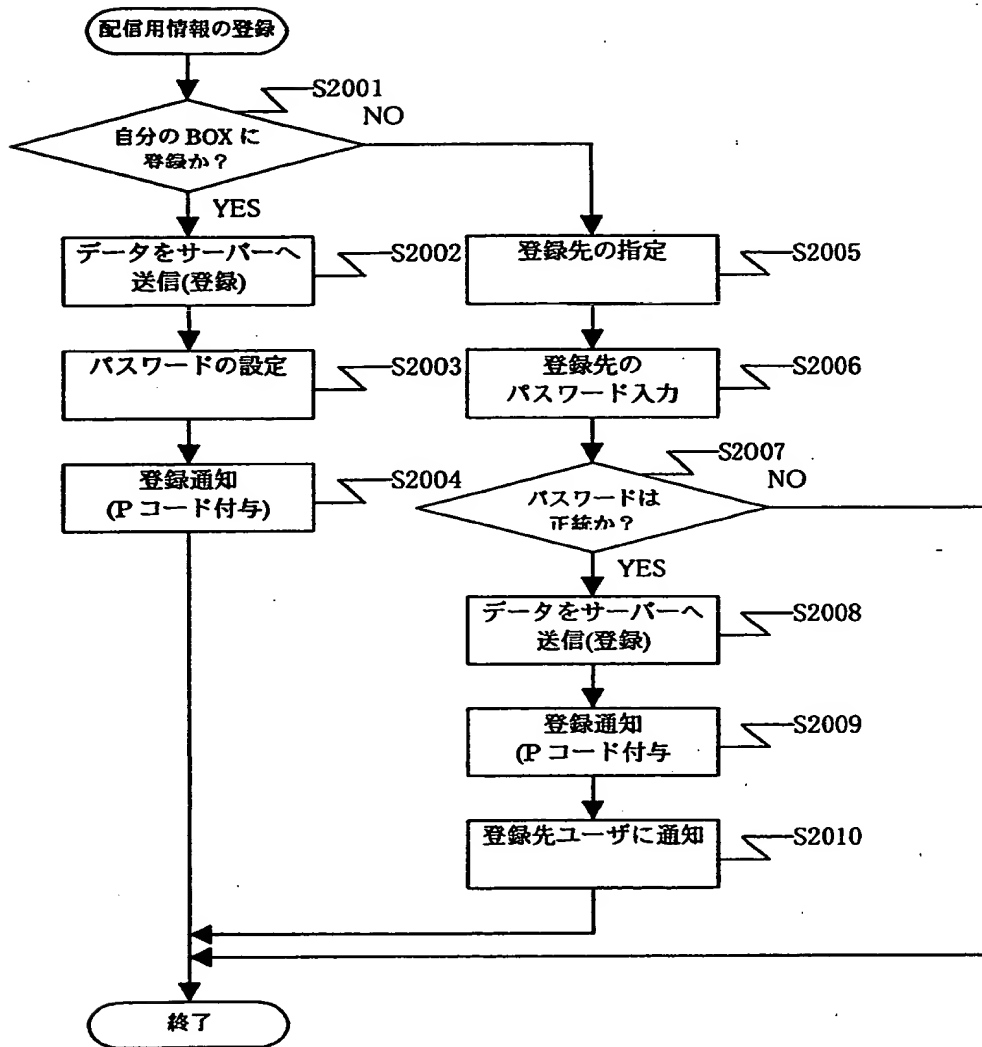 配信用情報の登録
S2001
NO
自分の BOX に
登録か？
YES
データをサーバーへ
送信(登録)
S2002
パスワードの設定
S2003
登録通知
(P コード付与)
S2004
登録先の指定
S2005
登録先の
パスワード入力
S2006
S2007
NO
パスワードは
正統か？
YES
データをサーバーへ
送信(登録)
S2008
登録通知
(P コード付与
S2009
登録先ユーザに通知
S2010
終了